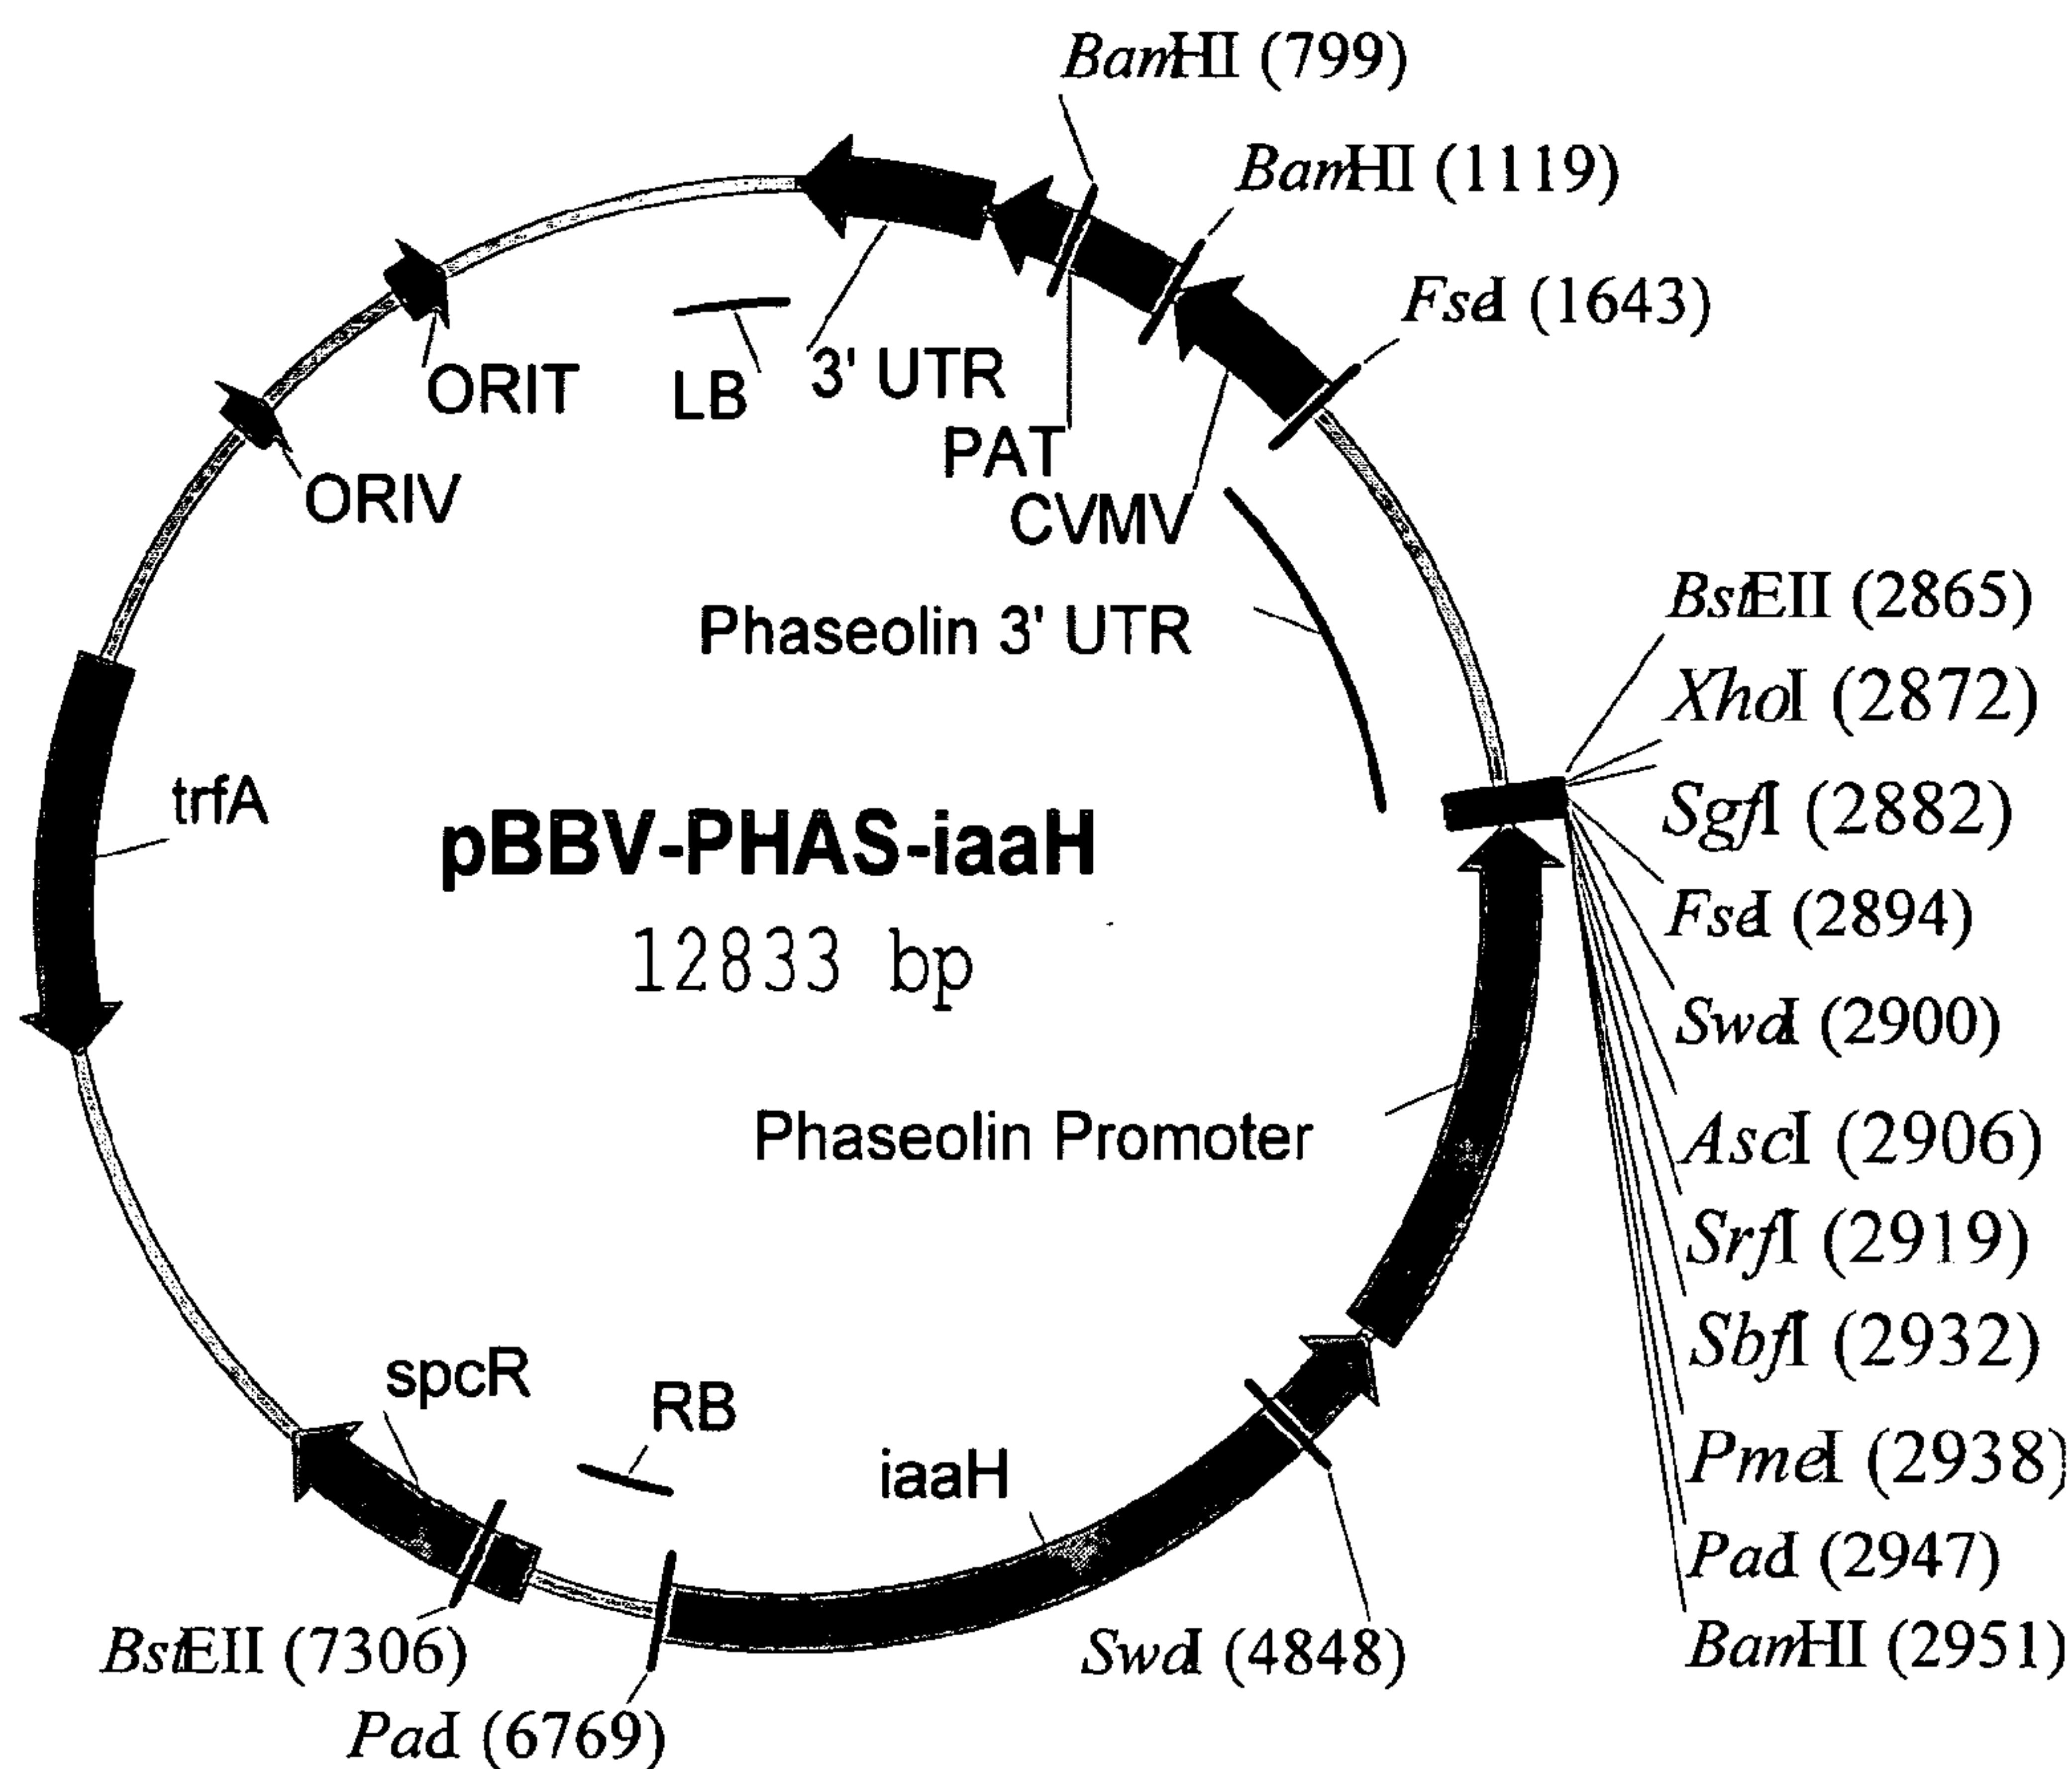 BamHI (799)
BamHI (1119)
FseI (1643)
ORIT
LB
3' UTR
PAT
CVMV
ORIV
Phaseolin 3' UTR
BstEII (2865)
XhoI (2872)
SgfI (2882)
FseI (2894)
SwaI (2900)
AscI (2906)
SrfI (2919)
SbfI (2932)
PmeI (2938)
PacI (2947)
BamHI (2951)
trfA
pBBV-PHAS-iaaH
12833 bp
Phaseolin Promoter
spcR
RB
iaaH
BstEII (7306)
PacI (6769)
SwaI (4848)